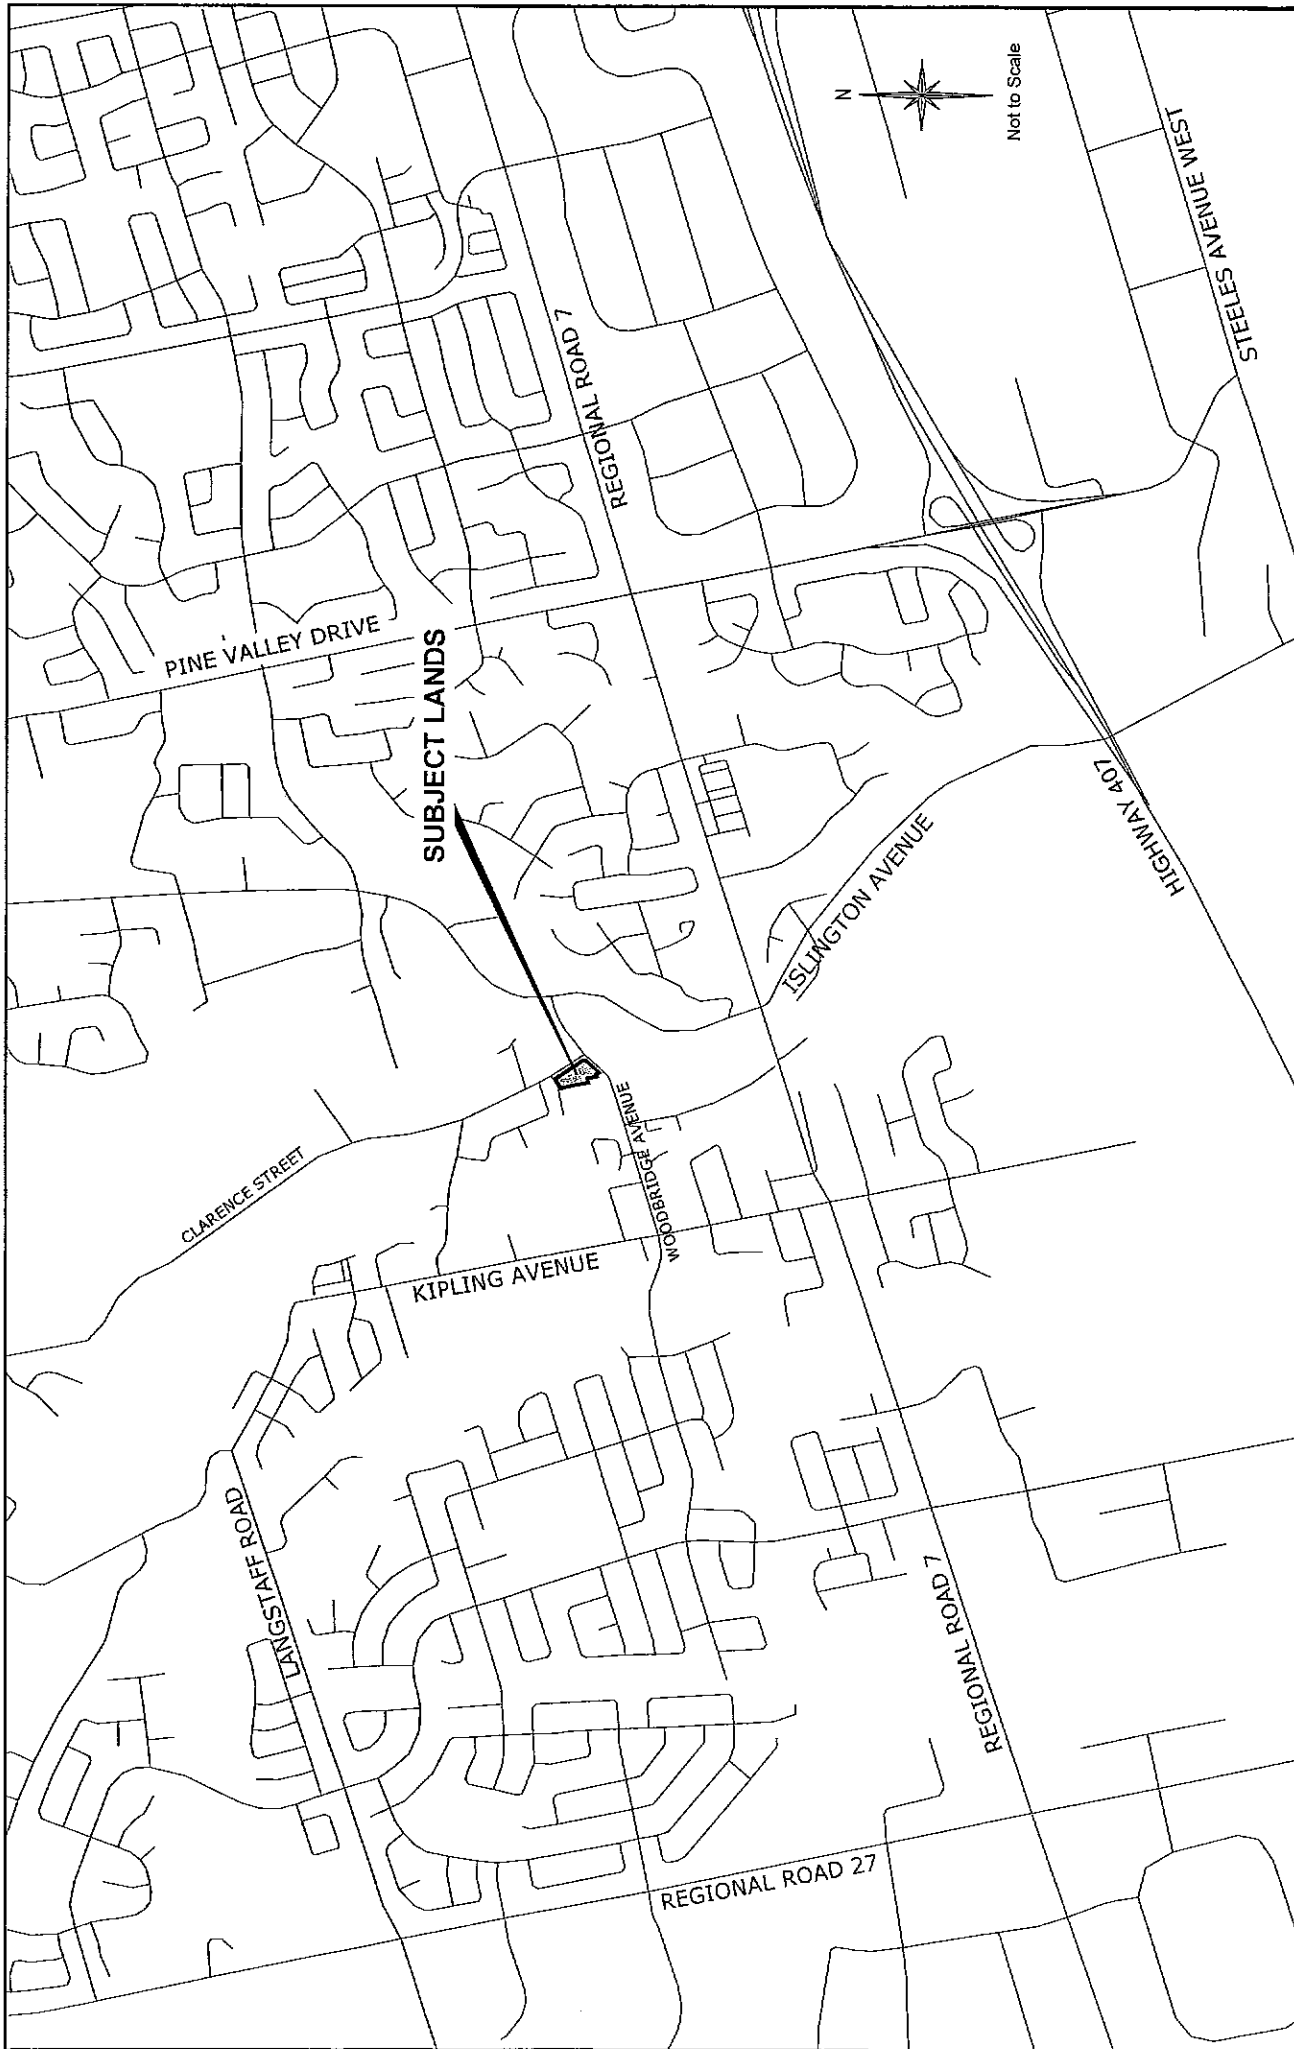 N
Not to Scale
STEELES AVENUE WEST
REGIONAL ROAD 7
PINE VALLEY DRIVE
SUBJECT LANDS
HIGHWAY 407
ISLINGTON AVENUE
WOODBRIDGE AVENUE
CLARENCE STREET
KIPLING AVENUE
LANGSTAFF ROAD
REGIONAL ROAD 7
REGIONAL ROAD 27